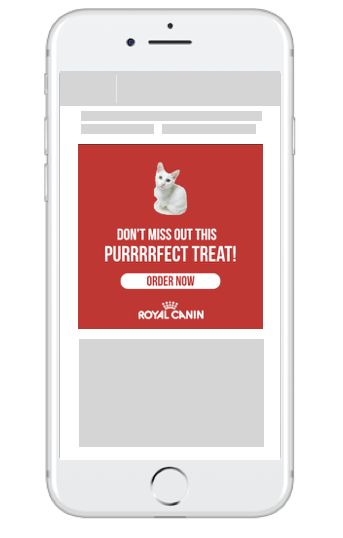 DON'T MISS OUT THIS
PURRRRFECT TREAT!
ORDER NOW
ROYAL CANIN